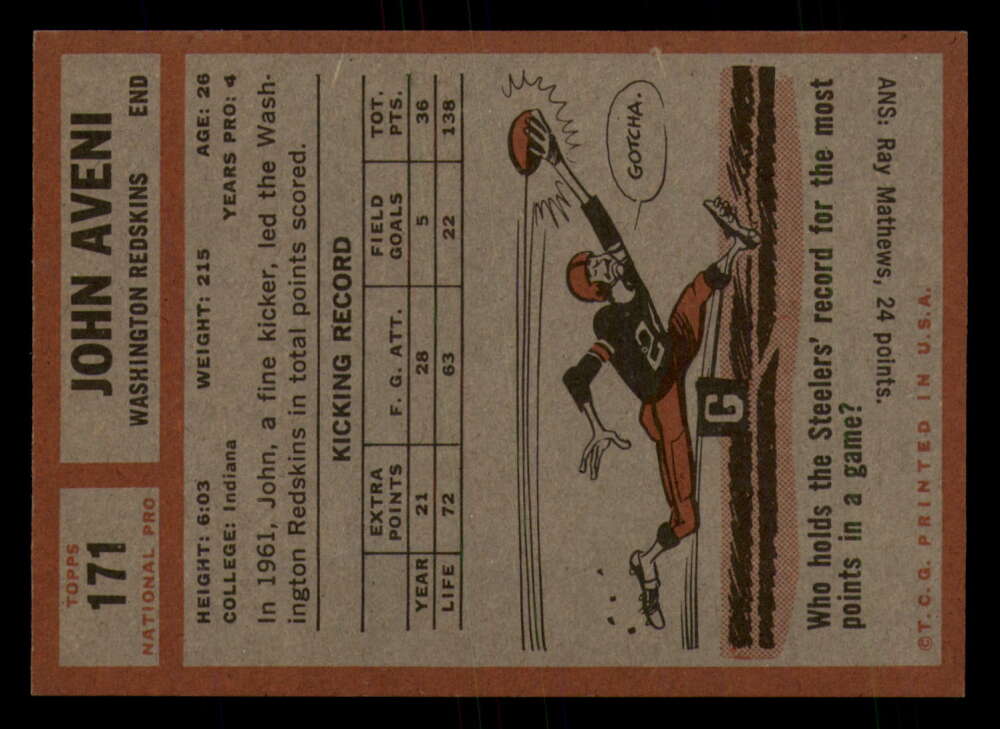 TOPPS
171
NATIONAL PRO
JOHN AVENI
WASHINGTON REDSKINS END
HEIGHT: 6:03 WEIGHT: 215 AGE: 26
COLLEGE: Indiana YEARS PRO: 4
In 1961, John, a fine kicker, led the Wash-
ington Redskins in total points scored.
KICKING RECORD
EXTRA POINTS F. G. ATT. FIELD GOALS TOT. PTS.
YEAR 21 28 5 36
LIFE 72 63 22 138
GOTCHA.
G
Who holds the Steelers' record for the most
points in a game?
ANS: Ray Mathews, 24 points.
©T.C.G. PRINTED IN U.S.A.